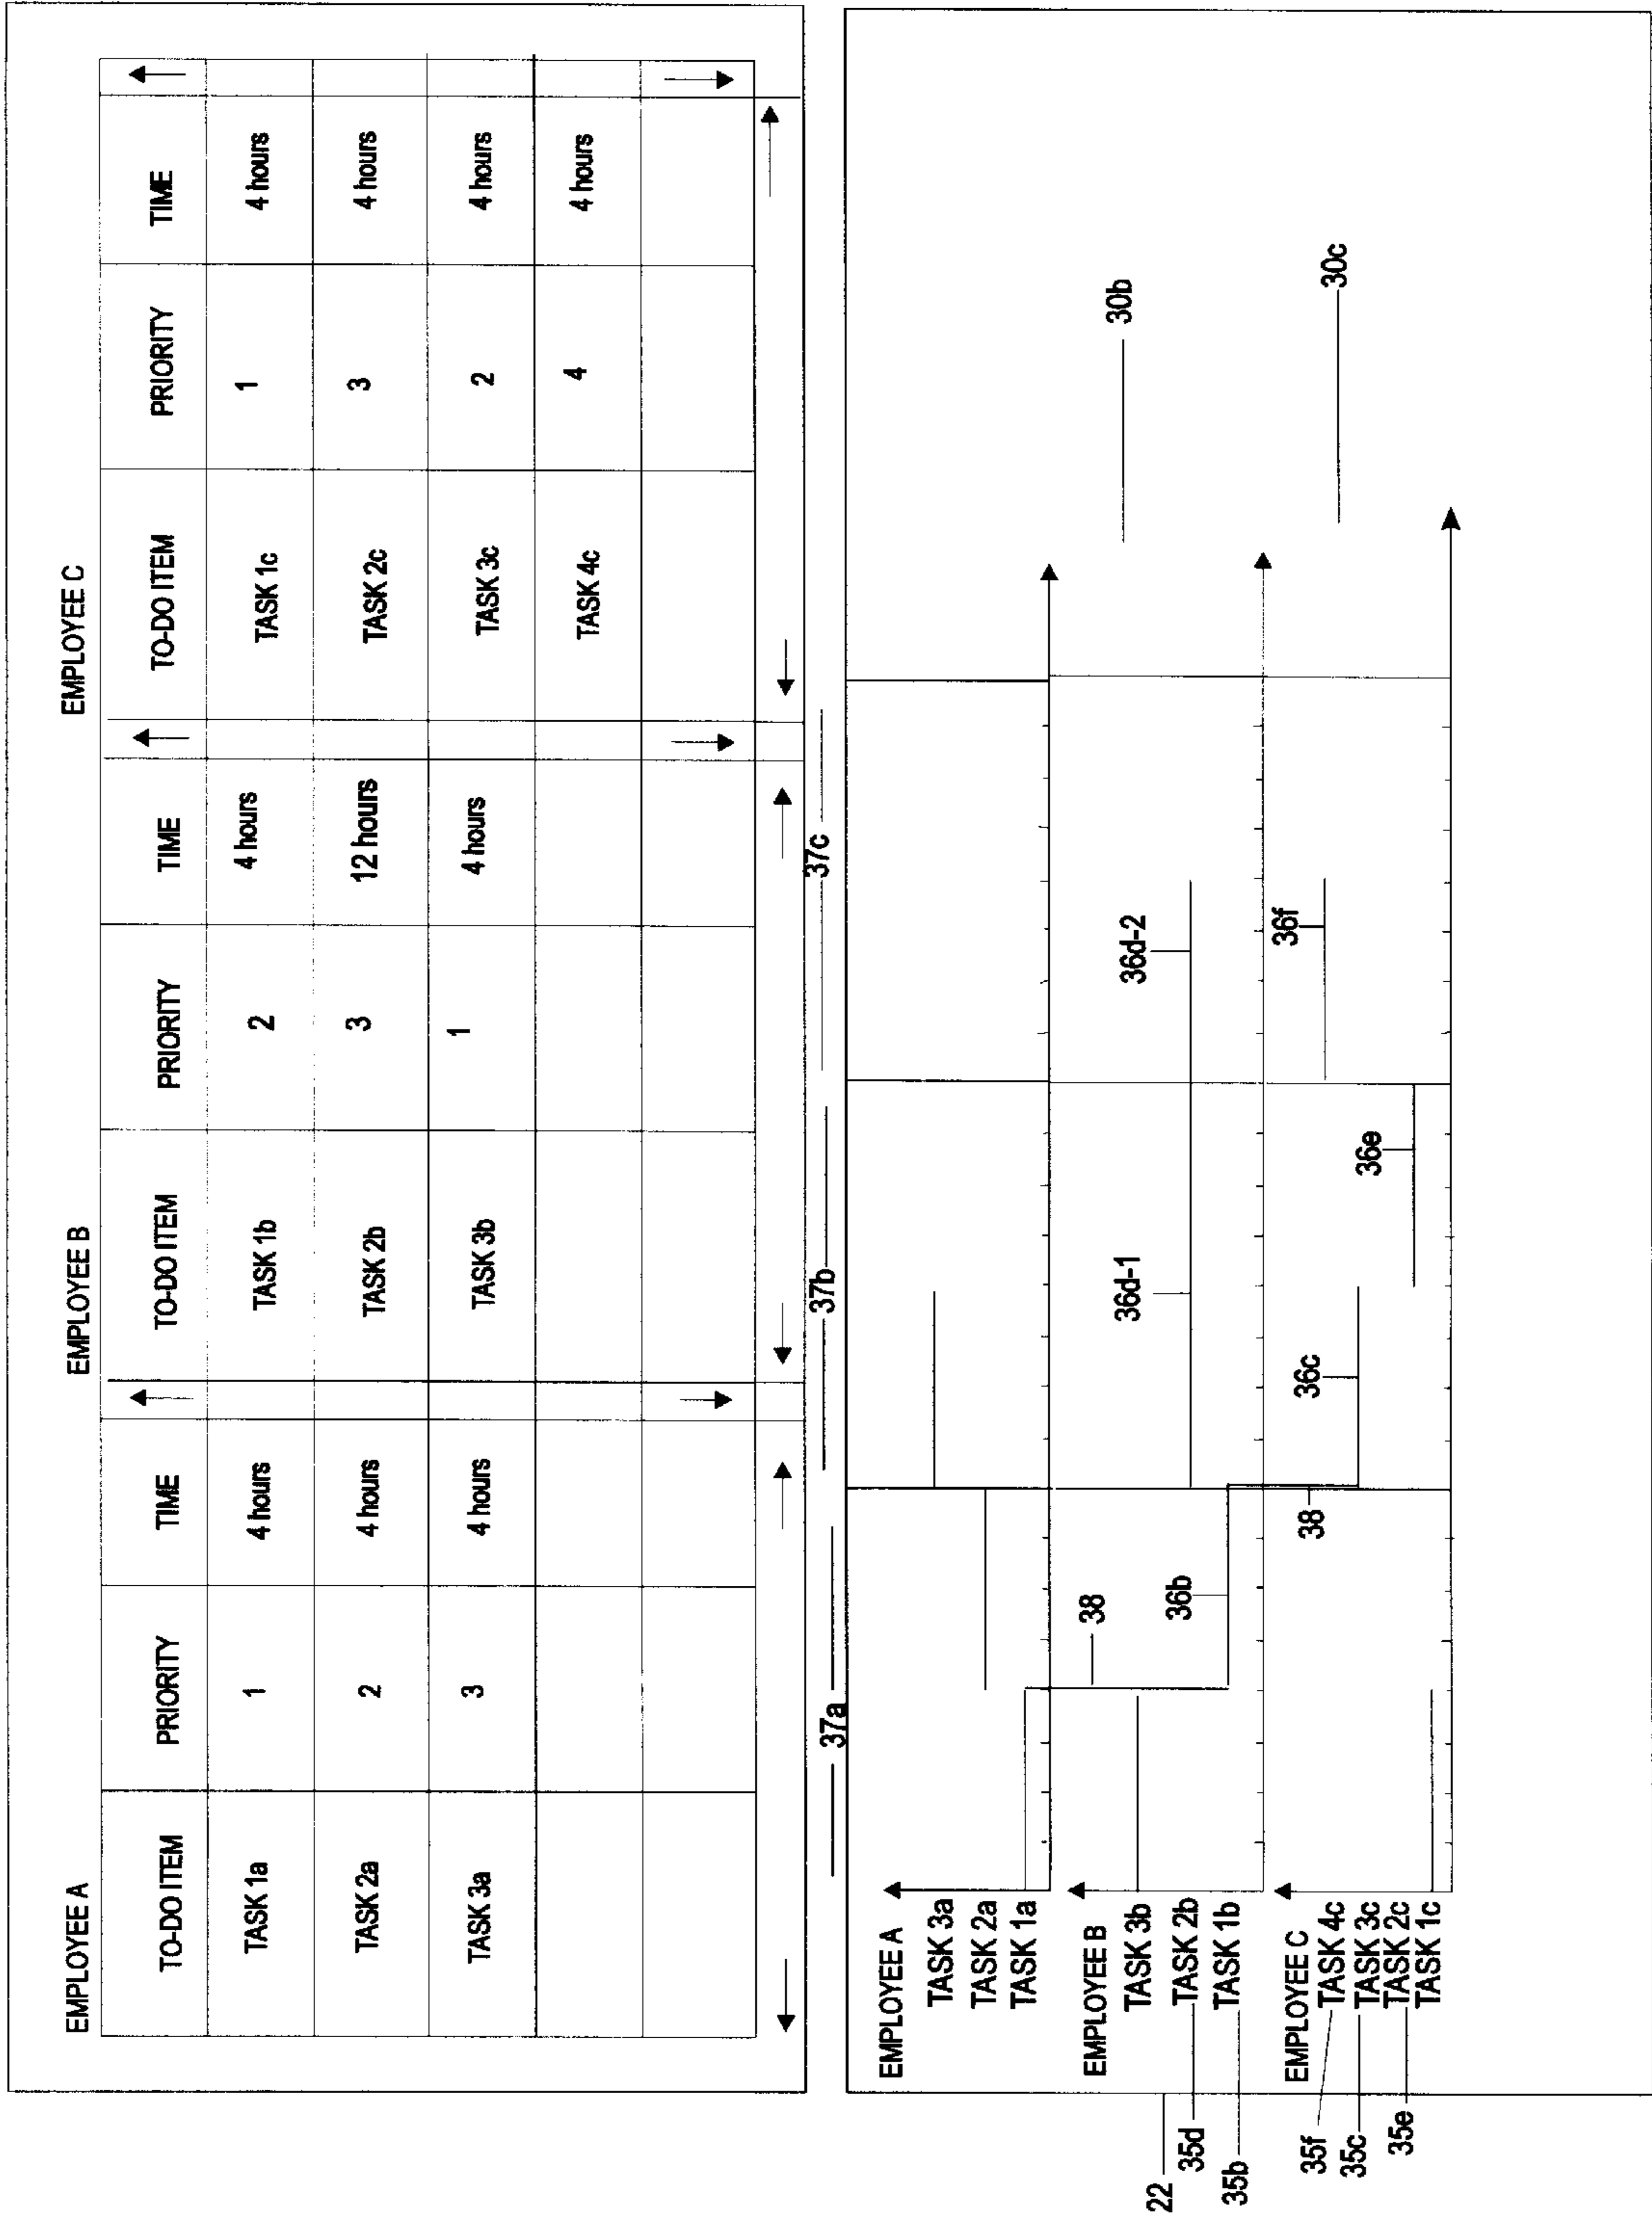 EMPLOYEE A EMPLOYEE B EMPLOYEE C
TO-DO ITEM PRIORITY TIME TO-DO ITEM PRIORITY TIME TO-DO ITEM PRIORITY TIME
TASK 1a 1 4 hours TASK 1b 2 4 hours TASK 1c 1 4 hours
TASK 2a 2 4 hours TASK 2b 3 12 hours TASK 2c 3 4 hours
TASK 3a 3 4 hours TASK 3b 1 4 hours TASK 3c 2 4 hours
TASK 4c 4 4 hours
37a 37b 37c
EMPLOYEE A
TASK 3a
TASK 2a
TASK 1a
EMPLOYEE B
38
30b
TASK 3b
36d-1
36d-2
22
TASK 2b
35d
36b
TASK 1b
35b
EMPLOYEE C
36f
38
36c
35f
TASK 4c
30c
35c
TASK 3c
36e
35e
TASK 2c
TASK 1c